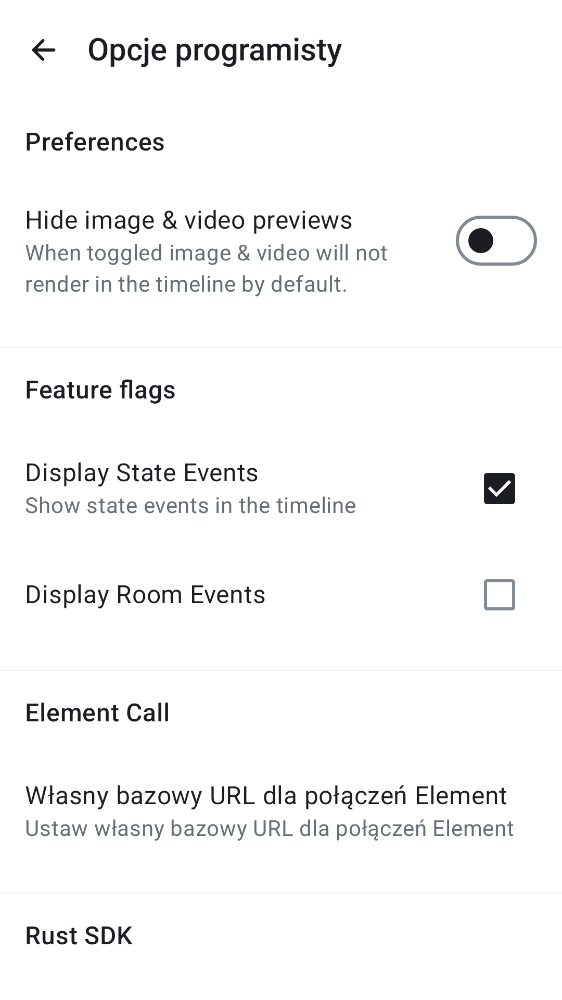 Opcje programisty
Preferences
Hide image & video previews
When toggled image & video will not
render in the timeline by default.
Feature flags
Display State Events
Show state events in the timeline
Display Room Events
Element Call
Własny bazowy URL dla połączeń Element
Ustaw własny bazowy URL dla połączeń Element
Rust SDK